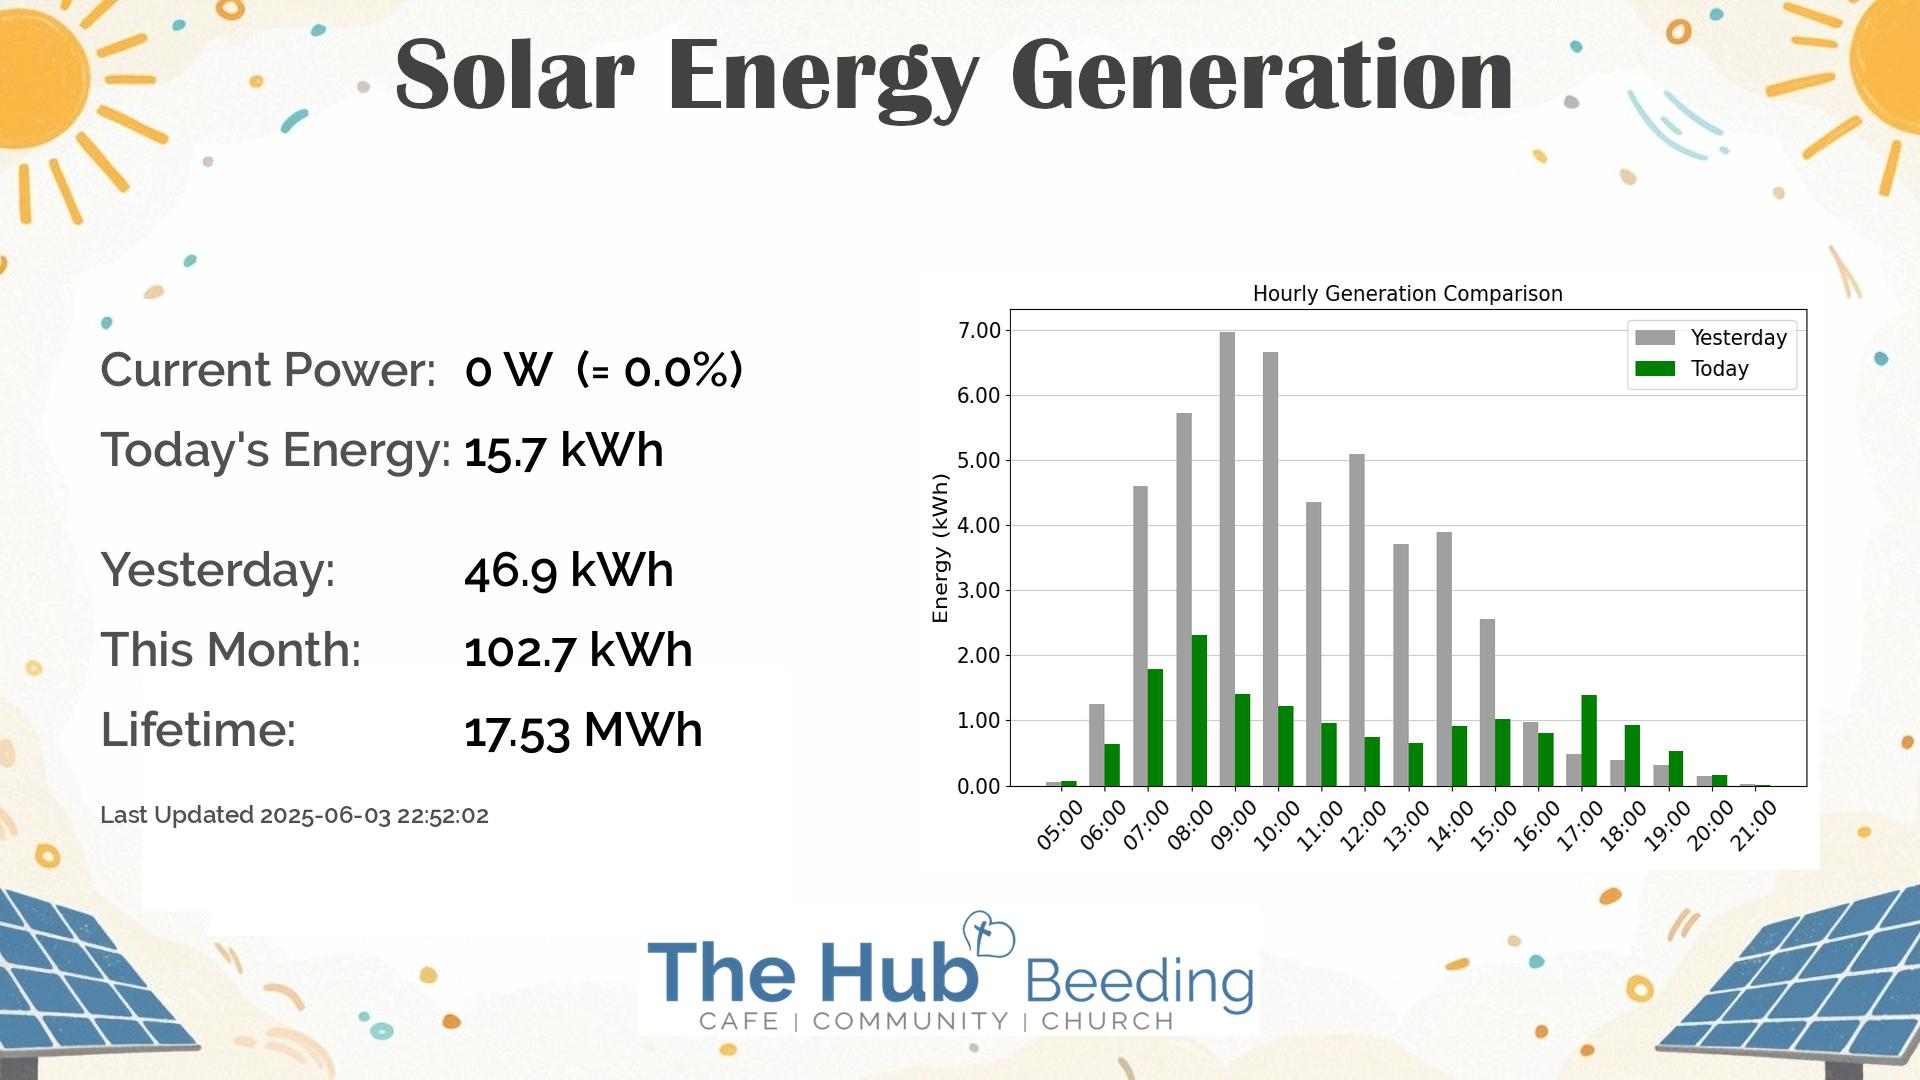 Solar Energy Generation
Current Power: 0 W (= 0.0%)
Today's Energy: 15.7 kWh
Yesterday: 46.9 kWh
This Month: 102.7 kWh
Lifetime: 17.53 MWh
Last Updated 2025-06-03 22:52:02
Hourly Generation Comparison
Yesterday
Today
Energy (kWh)
7.00
6.00
5.00
4.00
3.00
2.00
1.00
0.00
05:00 06:00 07:00 08:00 09:00 10:00 11:00 12:00 13:00 14:00 15:00 16:00 17:00 18:00 19:00 20:00 21:00
The Hub Beeding
CAFE | COMMUNITY | CHURCH